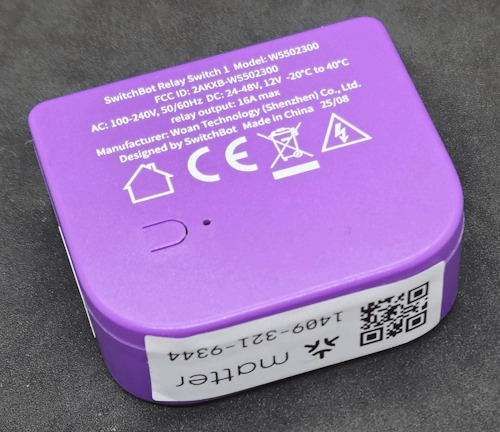 SwitchBot Relay Switch 1 Model: W5502300
FCC ID: 2AKXB-W5502300
AC: 100-240V, 50/60Hz DC: 24-48V, 12V -20°C to 40°C
relay output: 16A max
Manufacturer: Woan Technology (Shenzhen) Co., Ltd.
Designed by SwitchBot Made in China 25/08
CE
matter
1409-321-9344